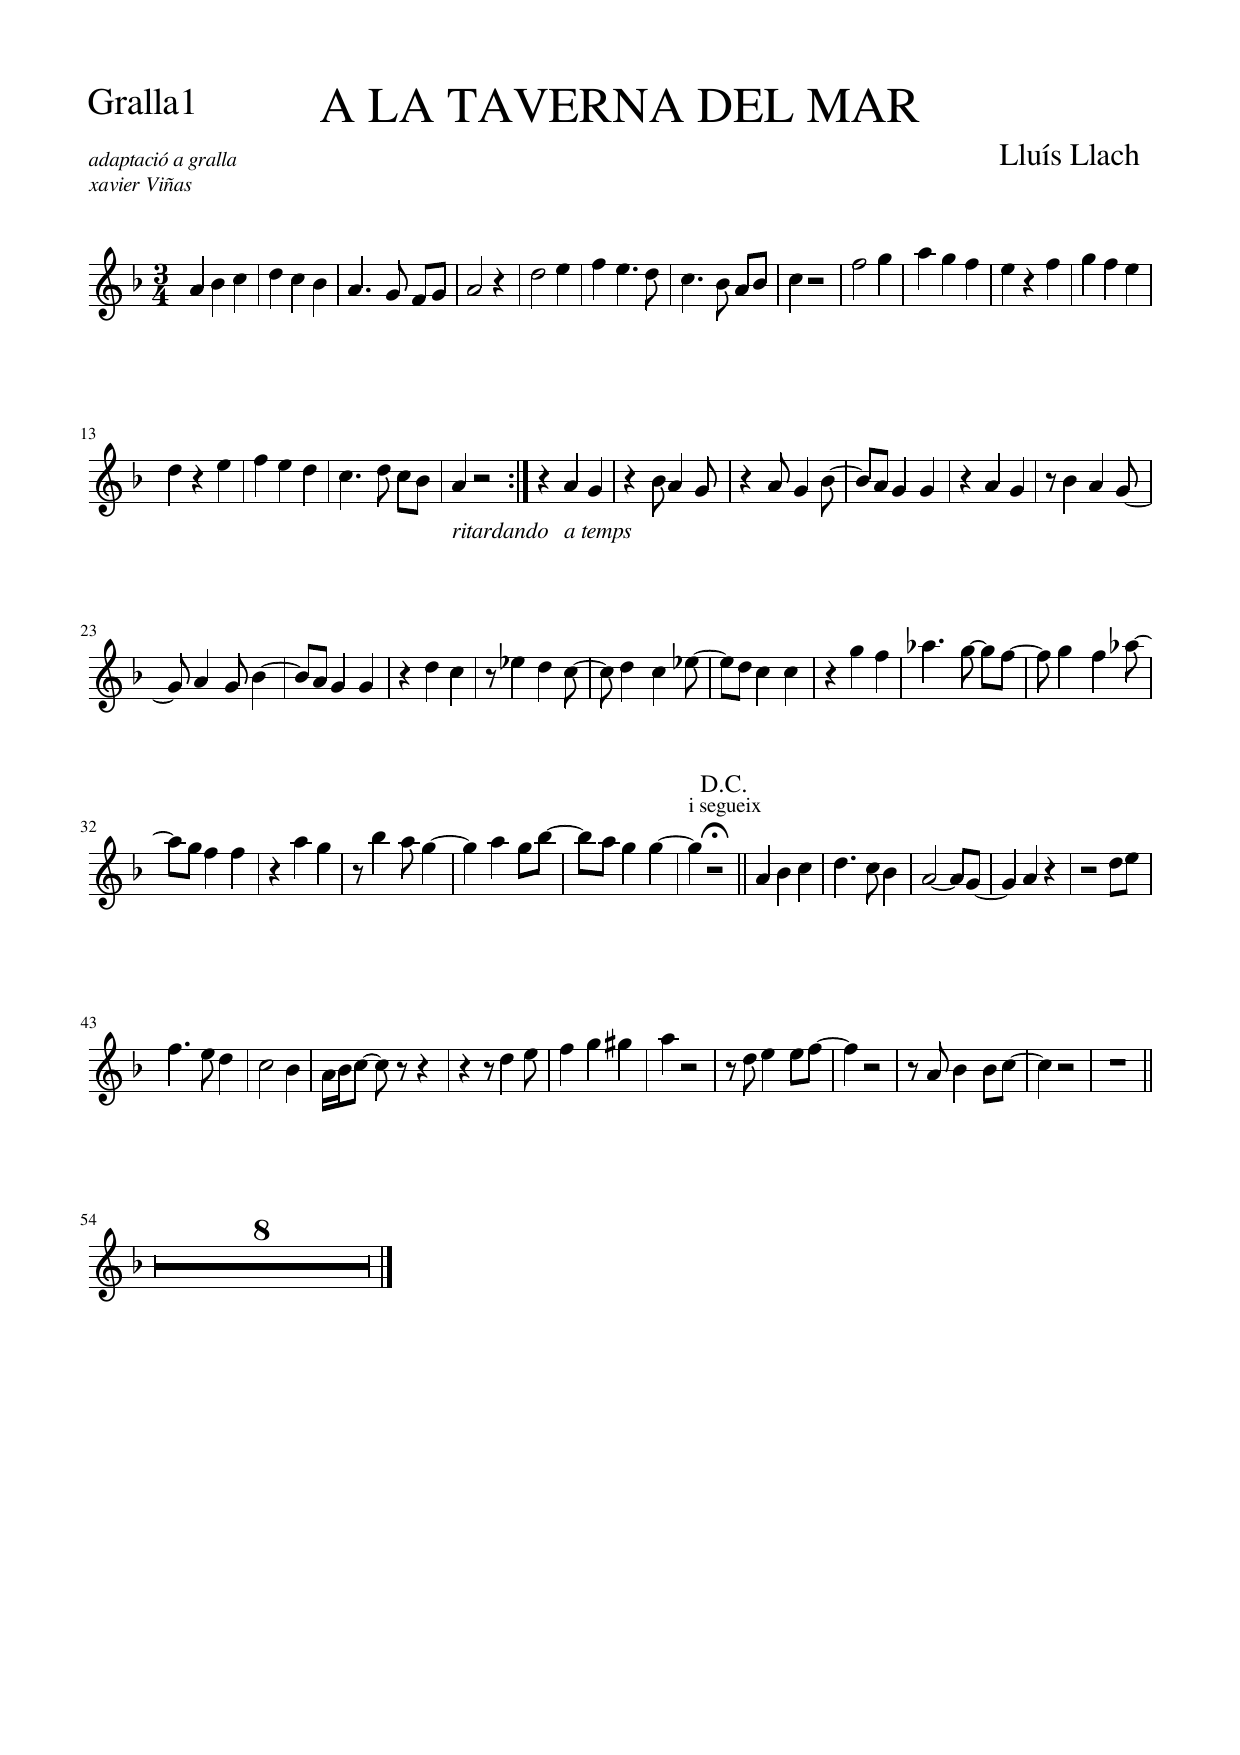 Gralla1
A LA TAVERNA DEL MAR
adaptació a gralla
xavier Viñas
Lluís Llach
3
4
13
ritardando a temps
23
D.C.
i segueix
32
43
54
8